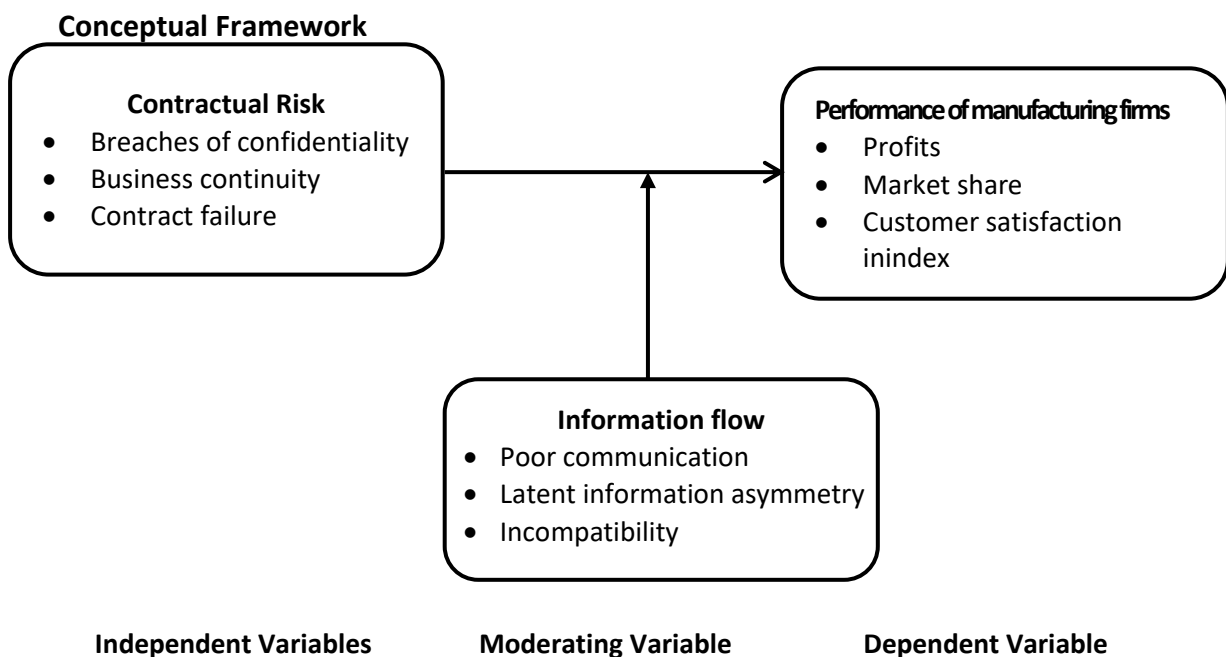 Conceptual Framework
Contractual Risk
• Breaches of confidentiality
• Business continuity
• Contract failure
Performance of manufacturing firms
• Profits
• Market share
• Customer satisfaction
inindex
Information flow
• Poor communication
• Latent information asymmetry
• Incompatibility
Independent Variables
Moderating Variable
Dependent Variable